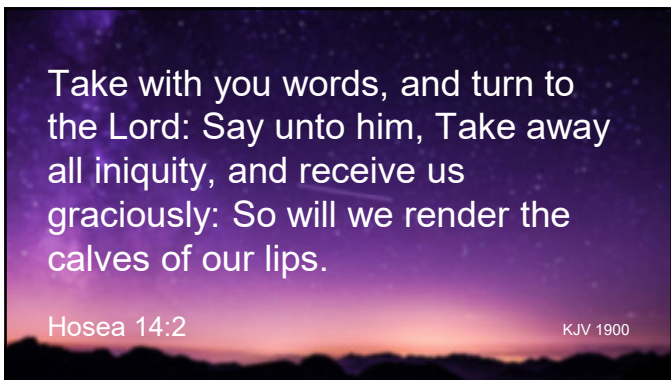 Take with you words, and turn to
the Lord: Say unto him, Take away
all iniquity, and receive us
graciously: So will we render the
calves of our lips.
Hosea 14:2
KJV 1900